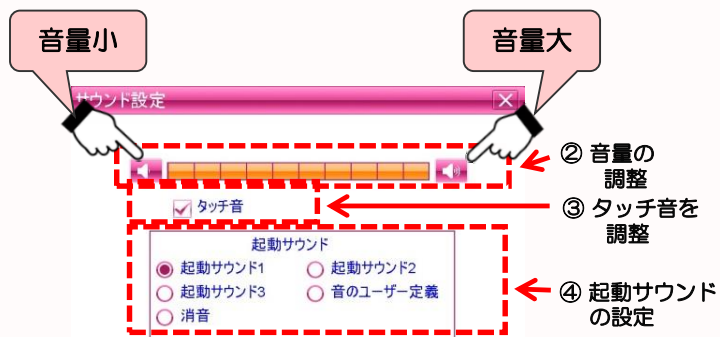 音量小
音量大
サウンド設定
② 音量の
調整
タッチ音
③ タッチ音を
調整
起動サウンド
起動サウンド1
起動サウンド2
起動サウンド3
音のユーザー定義
消音
④ 起動サウンド
の設定